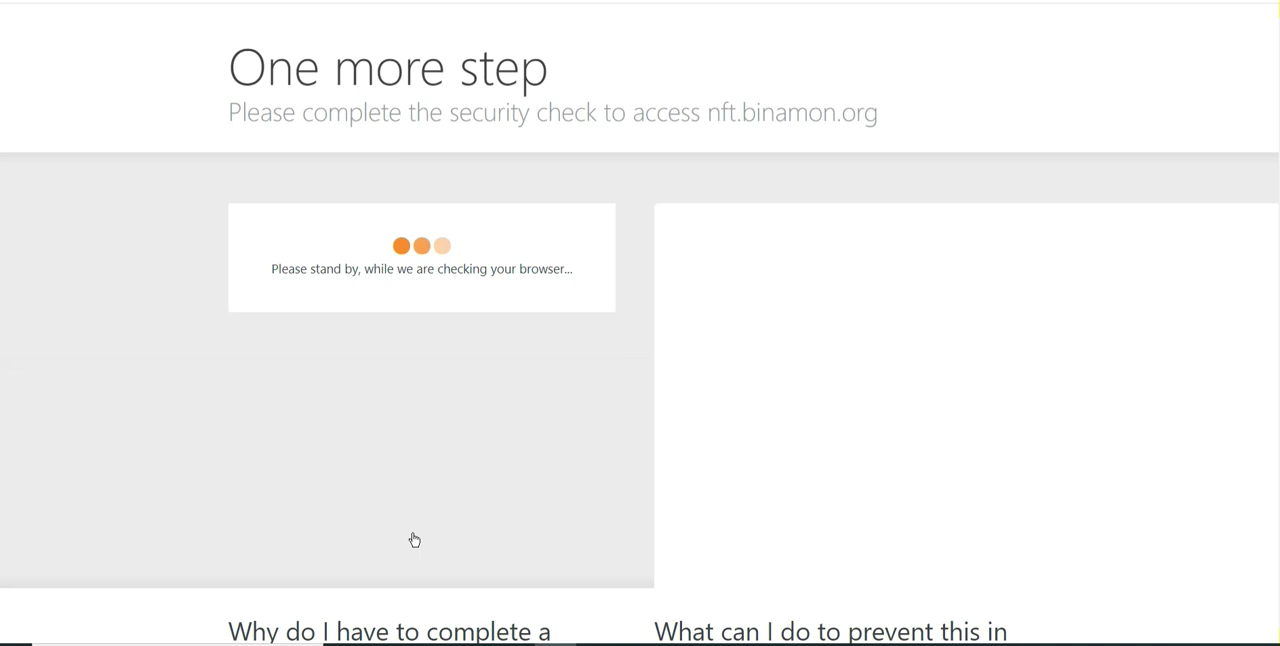 One more step
Please complete the security check to access nft.binamon.org
Please stand by, while we are checking your browser...
Why do I have to complete a
What can I do to prevent this in